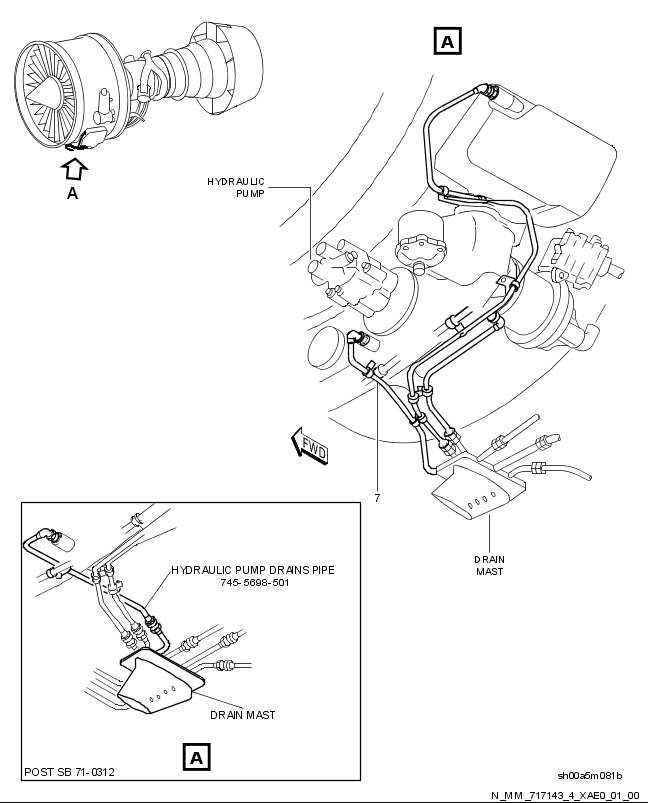 A
A
HYDRAULIC
PUMP
FWD
7
DRAIN
MAST
HYDRAULIC PUMP DRAINS PIPE
745-5698-501
DRAIN MAST
A
POST SB 71-0312
sh00a5m081b
N_MM_717143_4_XAE0_01_00